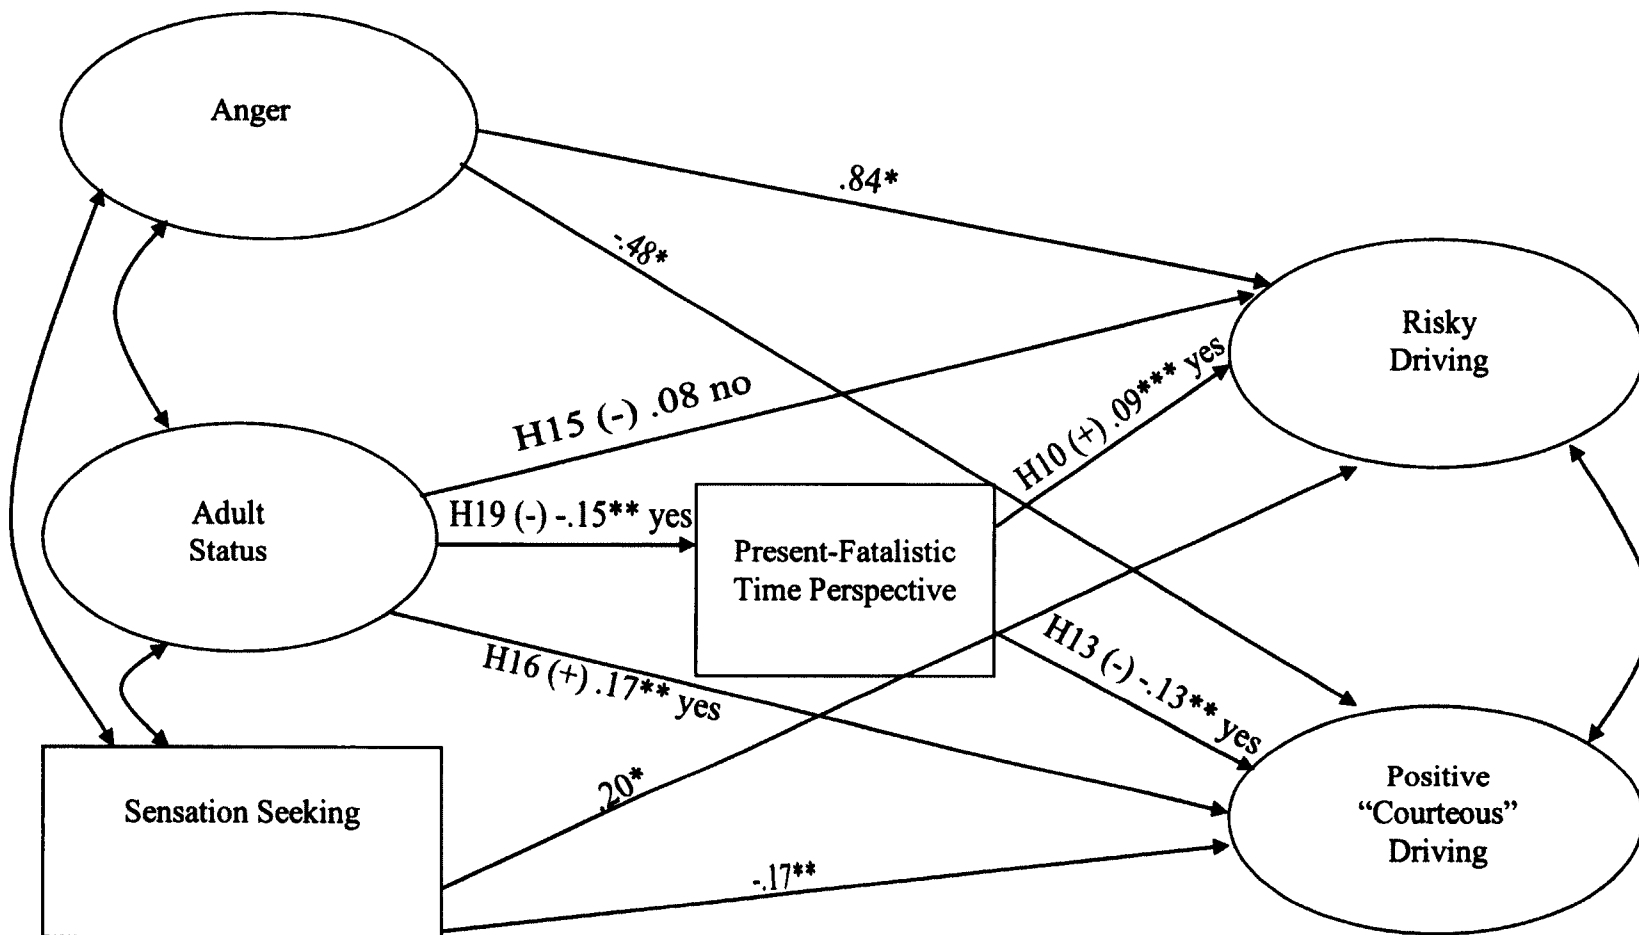 Anger
.84*
-.48*
Risky
Driving
H15 (-) .08 no
H10 (+) .09*** yes
Adult
Status
H19 (-) -.15** yes
Present-Fatalistic
Time Perspective
H16 (+) .17** yes
H13 (-) -.13** yes
Sensation Seeking
.20*
-.17**
Positive
“Courteous”
Driving